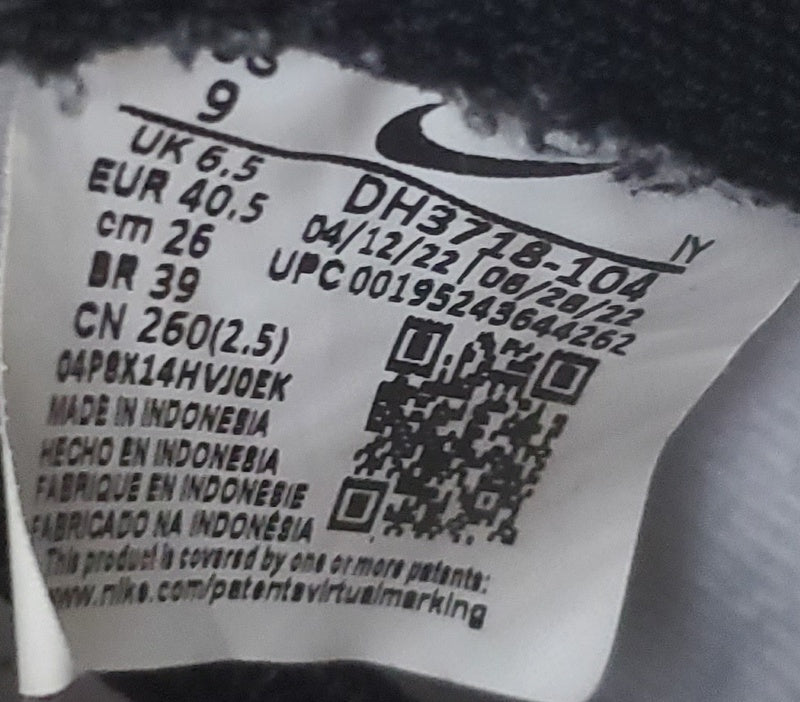 9
UK 6.5
EUR 40.5
cm 26
BR 39
CN 260(2.5)
04P8X14HVJ0EK
MADE IN INDONESIA
HECHO EN INDONESIA
FABRIQUE EN INDONESIE
FABRICADO NA INDONÉSIA
This product is covered by one or more patents:
www.nike.com/patentsvirtualmarking
IY
DH3718-104
04/12/22 | 06/28/22
UPC 00195243644262